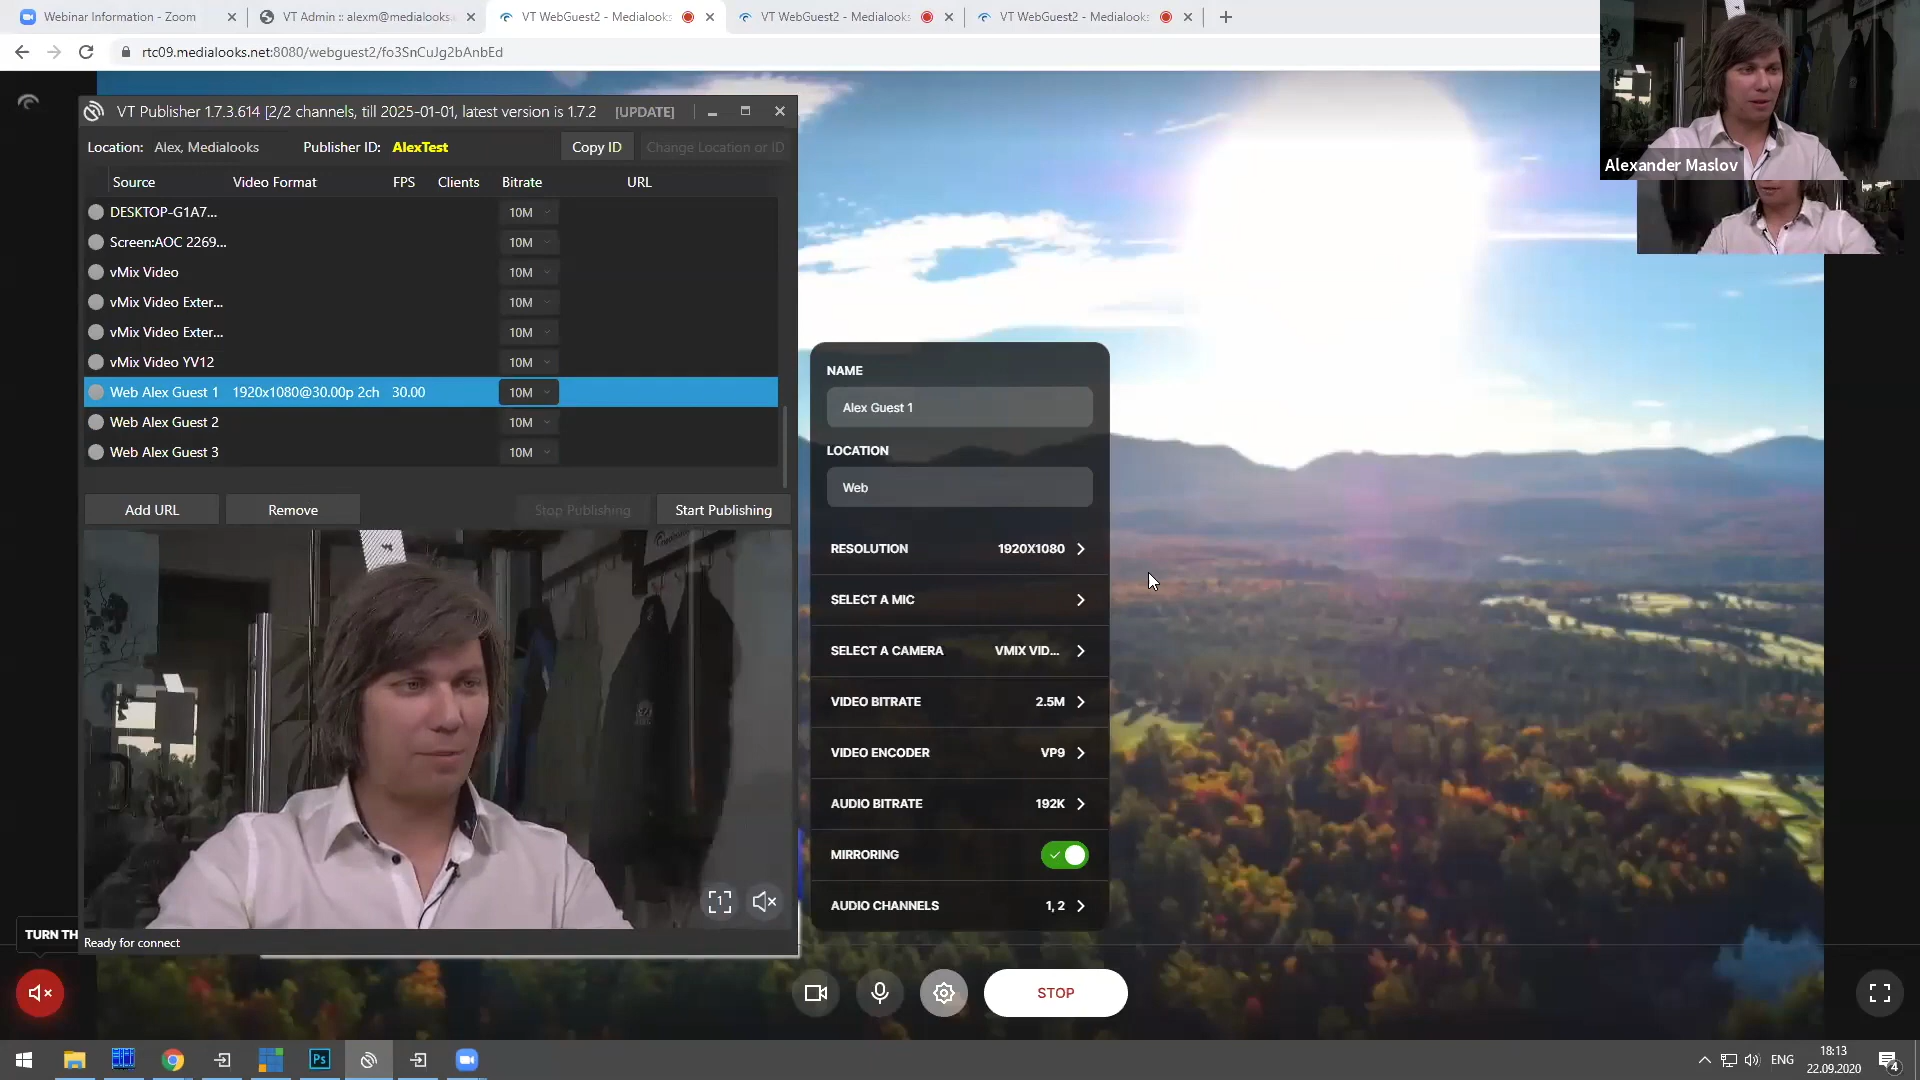 Webinar Information - Zoom
VT Admin :: alexm@medialooks.
VT WebGuest2 - Medialooks
VT WebGuest2 - Medialooks
VT WebGuest2 - Medialooks
rtc09.medialooks.net:8080/webguest2/fo3SnCuJg2bAnbEd
Alexander Maslov
VT Publisher 1.7.3.614 [2/2 channels, till 2025-01-01, latest version is 1.7.2
[UPDATE]
Location: Alex, Medialooks Publisher ID: AlexTest Copy ID Change Location or ID
Source Video Format FPS Clients Bitrate URL
DESKTOP-G1A7... 10M
Screen:AOC 2269... 10M
vMix Video 10M
vMix Video Exter... 10M
vMix Video Exter... 10M
vMix Video YV12 10M
Web Alex Guest 1 1920x1080@30.00p 2ch 30.00 10M
Web Alex Guest 2 10M
Web Alex Guest 3 10M
Add URL Remove Stop Publishing Start Publishing
1
Ready for connect
NAME
Alex Guest 1
LOCATION
Web
RESOLUTION 1920X1080
SELECT A MIC
SELECT A CAMERA VMIX VID...
VIDEO BITRATE 2.5M
VIDEO ENCODER VP9
AUDIO BITRATE 192K
MIRRORING
AUDIO CHANNELS 1, 2
TURN TH
STOP
Ps
ENG
18:13
22.09.2020
4